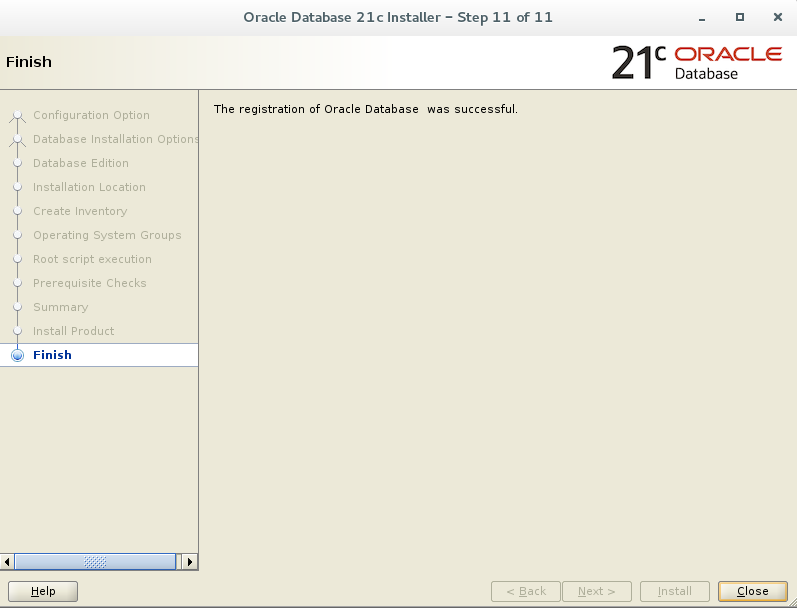 Oracle Database 21c Installer – Step 11 of 11
Finish
21c ORACLE
Database
Configuration Option
Database Installation Options
Database Edition
Installation Location
Create Inventory
Operating System Groups
Root script execution
Prerequisite Checks
Summary
Install Product
Finish
The registration of Oracle Database  was successful.
Help
< Back
Next >
Install
Close